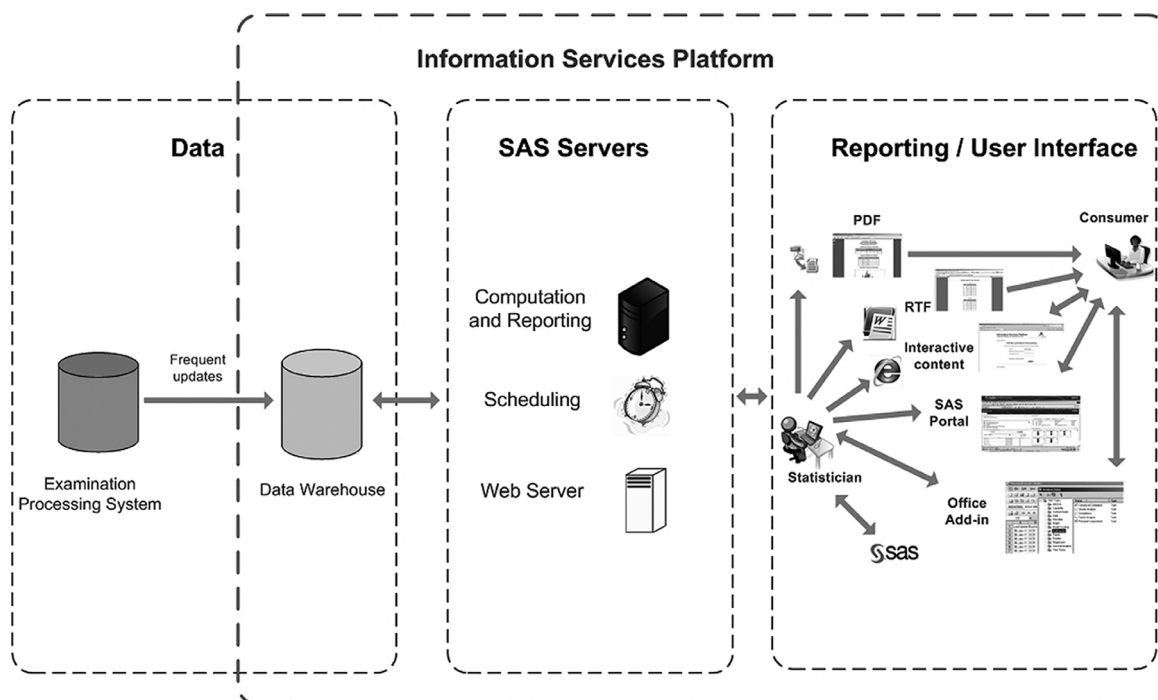 Information Services Platform
Data
SAS Servers
Reporting / User Interface
Frequent
updates
Examination
Processing System
Data Warehouse
Computation
and Reporting
Scheduling
Web Server
PDF
Consumer
RTF
Interactive
content
SAS
Portal
Statistician
Office
Add-in
sas